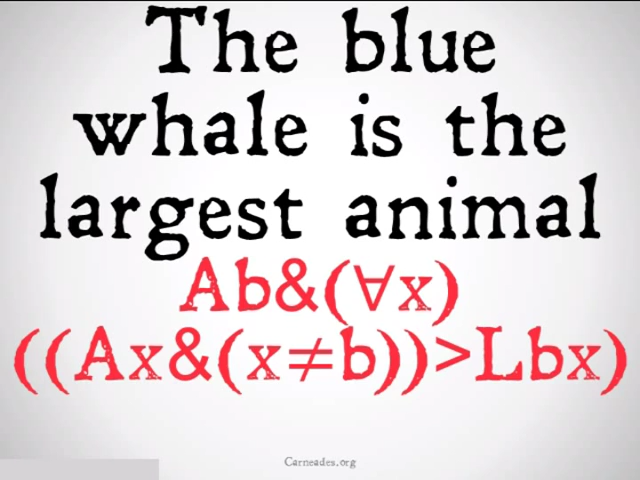 The blue
whale is the
largest animal
Ab&(∀x)
((Ax&(x≠b))>Lbx)
Carneades.org